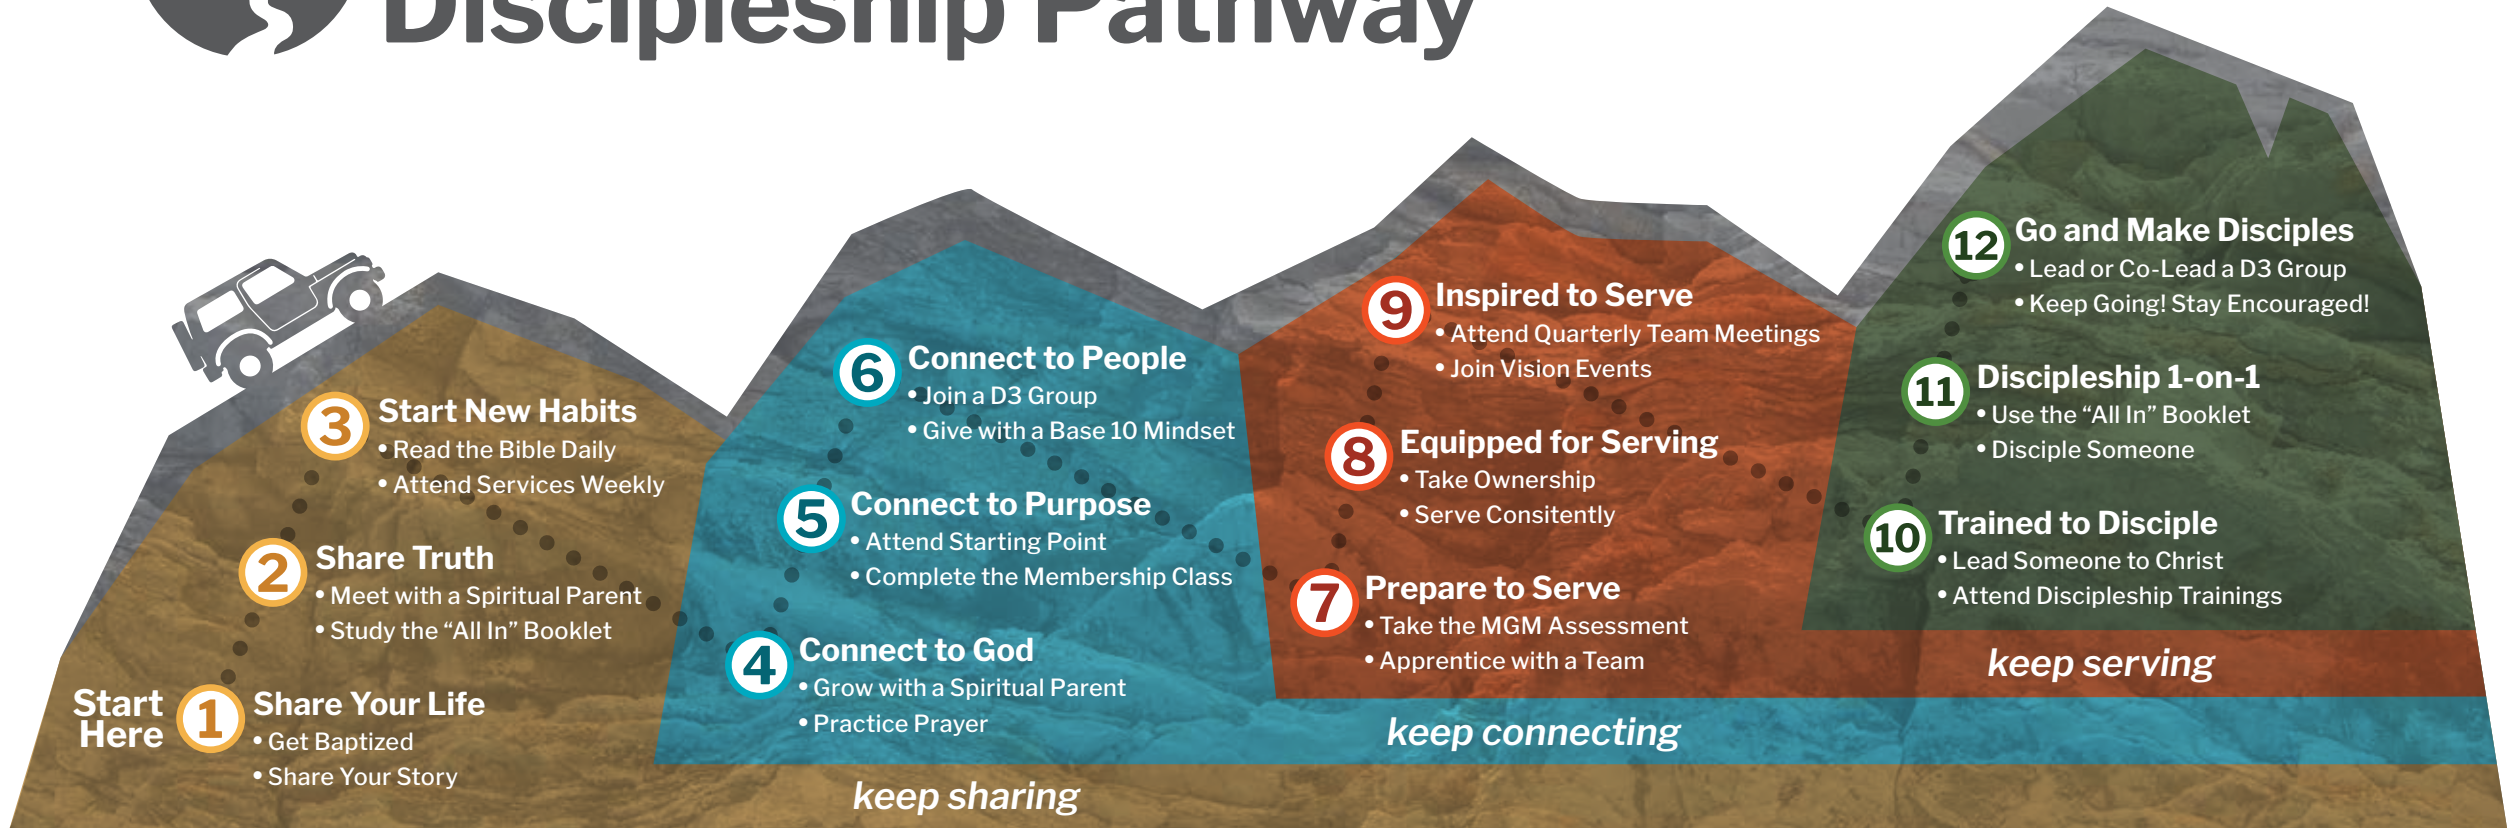 Discipleship Pathway
Start
Here
1
Share Your Life
• Get Baptized
• Share Your Story
2
Share Truth
• Meet with a Spiritual Parent
• Study the “All In” Booklet
3
Start New Habits
• Read the Bible Daily
• Attend Services Weekly
4
Connect to God
• Grow with a Spiritual Parent
• Practice Prayer
5
Connect to Purpose
• Attend Starting Point
• Complete the Membership Class
6
Connect to People
• Join a D3 Group
• Give with a Base 10 Mindset
7
Prepare to Serve
• Take the MGM Assessment
• Apprentice with a Team
8
Equipped for Serving
• Take Ownership
• Serve Consitently
9
Inspired to Serve
• Attend Quarterly Team Meetings
• Join Vision Events
10
Trained to Disciple
• Lead Someone to Christ
• Attend Discipleship Trainings
11
Discipleship 1-on-1
• Use the “All In” Booklet
• Disciple Someone
12
Go and Make Disciples
• Lead or Co-Lead a D3 Group
• Keep Going! Stay Encouraged!
keep serving
keep connecting
keep sharing